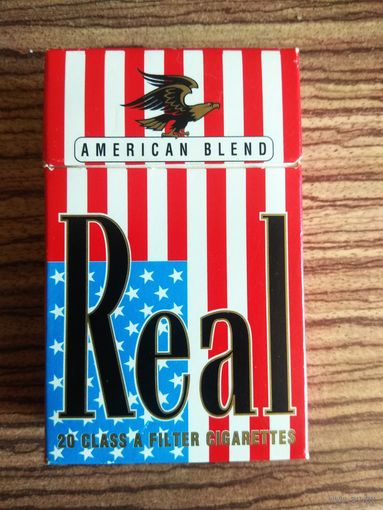 AMERICAN BLEND
Real
20 CLASS A FILTER CIGARETTES